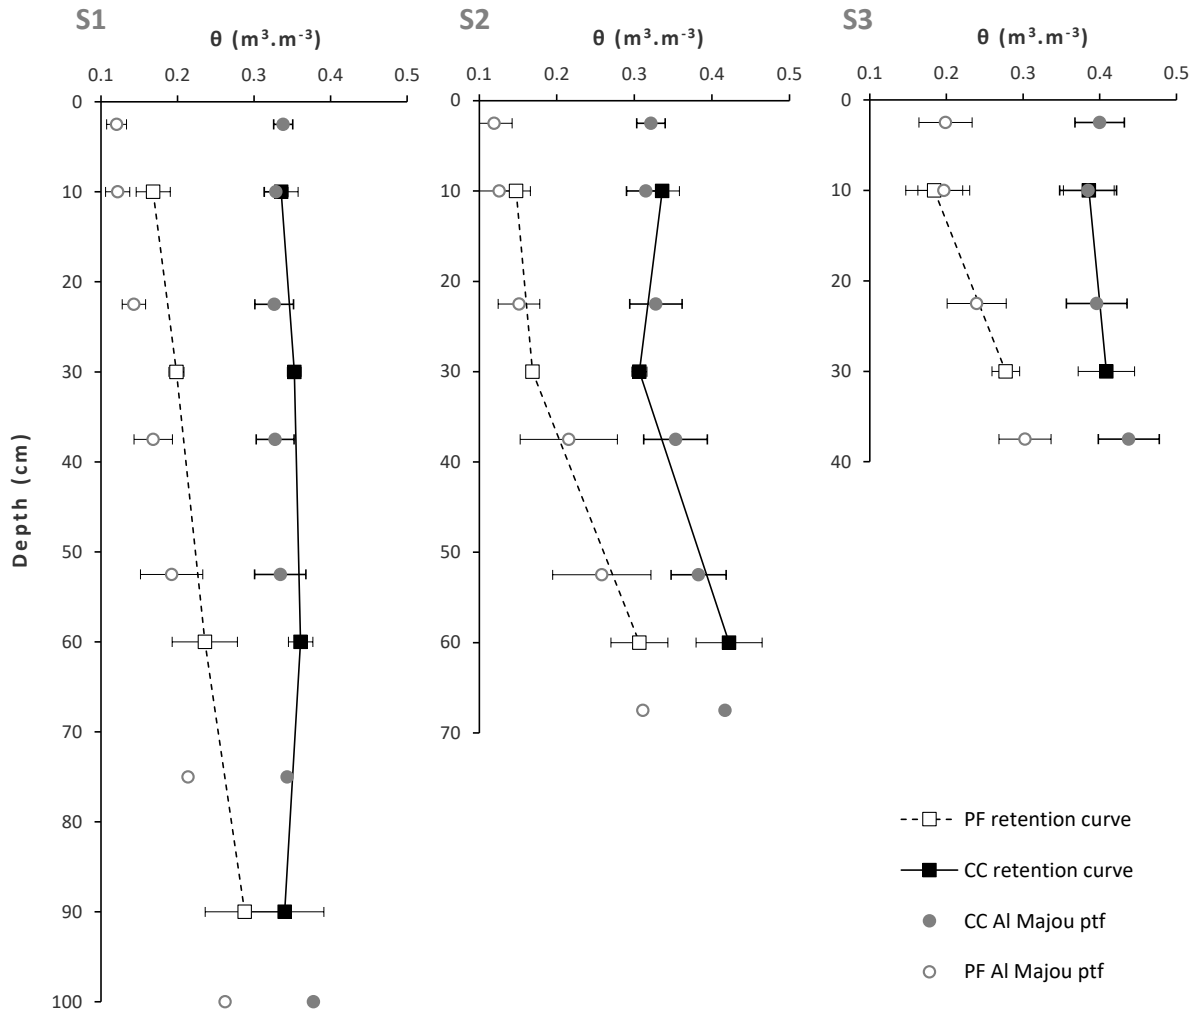 S1
θ (m³.m⁻³)
0.1 0.2 0.3 0.4 0.5
0
10
20
30
40
50
60
70
80
90
100
Depth (cm)
S2
θ (m³.m⁻³)
0.1 0.2 0.3 0.4 0.5
0
10
20
30
40
50
60
70
S3
θ (m³.m⁻³)
0.1 0.2 0.3 0.4 0.5
0
10
20
30
40
PF retention curve
CC retention curve
CC Al Majou ptf
PF Al Majou ptf